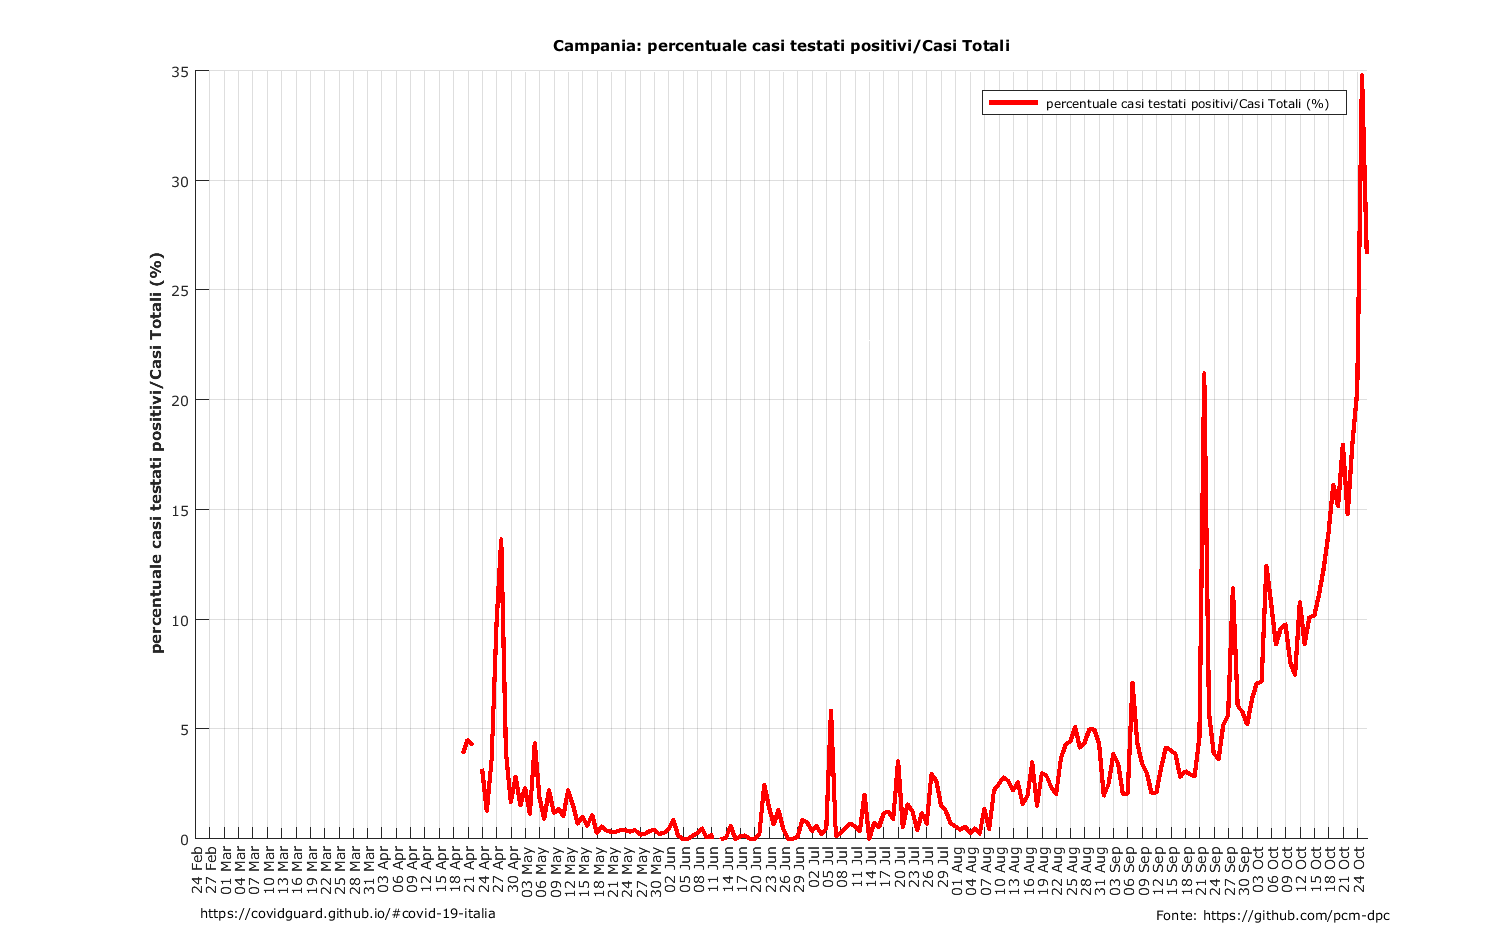 Campania: percentuale casi testati positivi/Casi Totali
percentuale casi testati positivi/Casi Totali (%)
percentuale casi testati positivi/Casi Totali (%)
35
30
25
20
15
10
5
0
24 Feb
27 Feb
01 Mar
04 Mar
07 Mar
10 Mar
13 Mar
16 Mar
19 Mar
22 Mar
25 Mar
28 Mar
31 Mar
03 Apr
06 Apr
09 Apr
12 Apr
15 Apr
18 Apr
21 Apr
24 Apr
27 Apr
30 Apr
03 May
06 May
09 May
12 May
15 May
18 May
21 May
24 May
27 May
30 May
02 Jun
05 Jun
08 Jun
11 Jun
14 Jun
17 Jun
20 Jun
23 Jun
26 Jun
29 Jun
02 Jul
05 Jul
08 Jul
11 Jul
14 Jul
17 Jul
20 Jul
23 Jul
26 Jul
29 Jul
01 Aug
04 Aug
07 Aug
10 Aug
13 Aug
16 Aug
19 Aug
22 Aug
25 Aug
28 Aug
31 Aug
03 Sep
06 Sep
09 Sep
12 Sep
15 Sep
18 Sep
21 Sep
24 Sep
27 Sep
30 Sep
03 Oct
06 Oct
09 Oct
12 Oct
15 Oct
18 Oct
21 Oct
24 Oct
https://covidguard.github.io/#covid-19-italia
Fonte: https://github.com/pcm-dpc